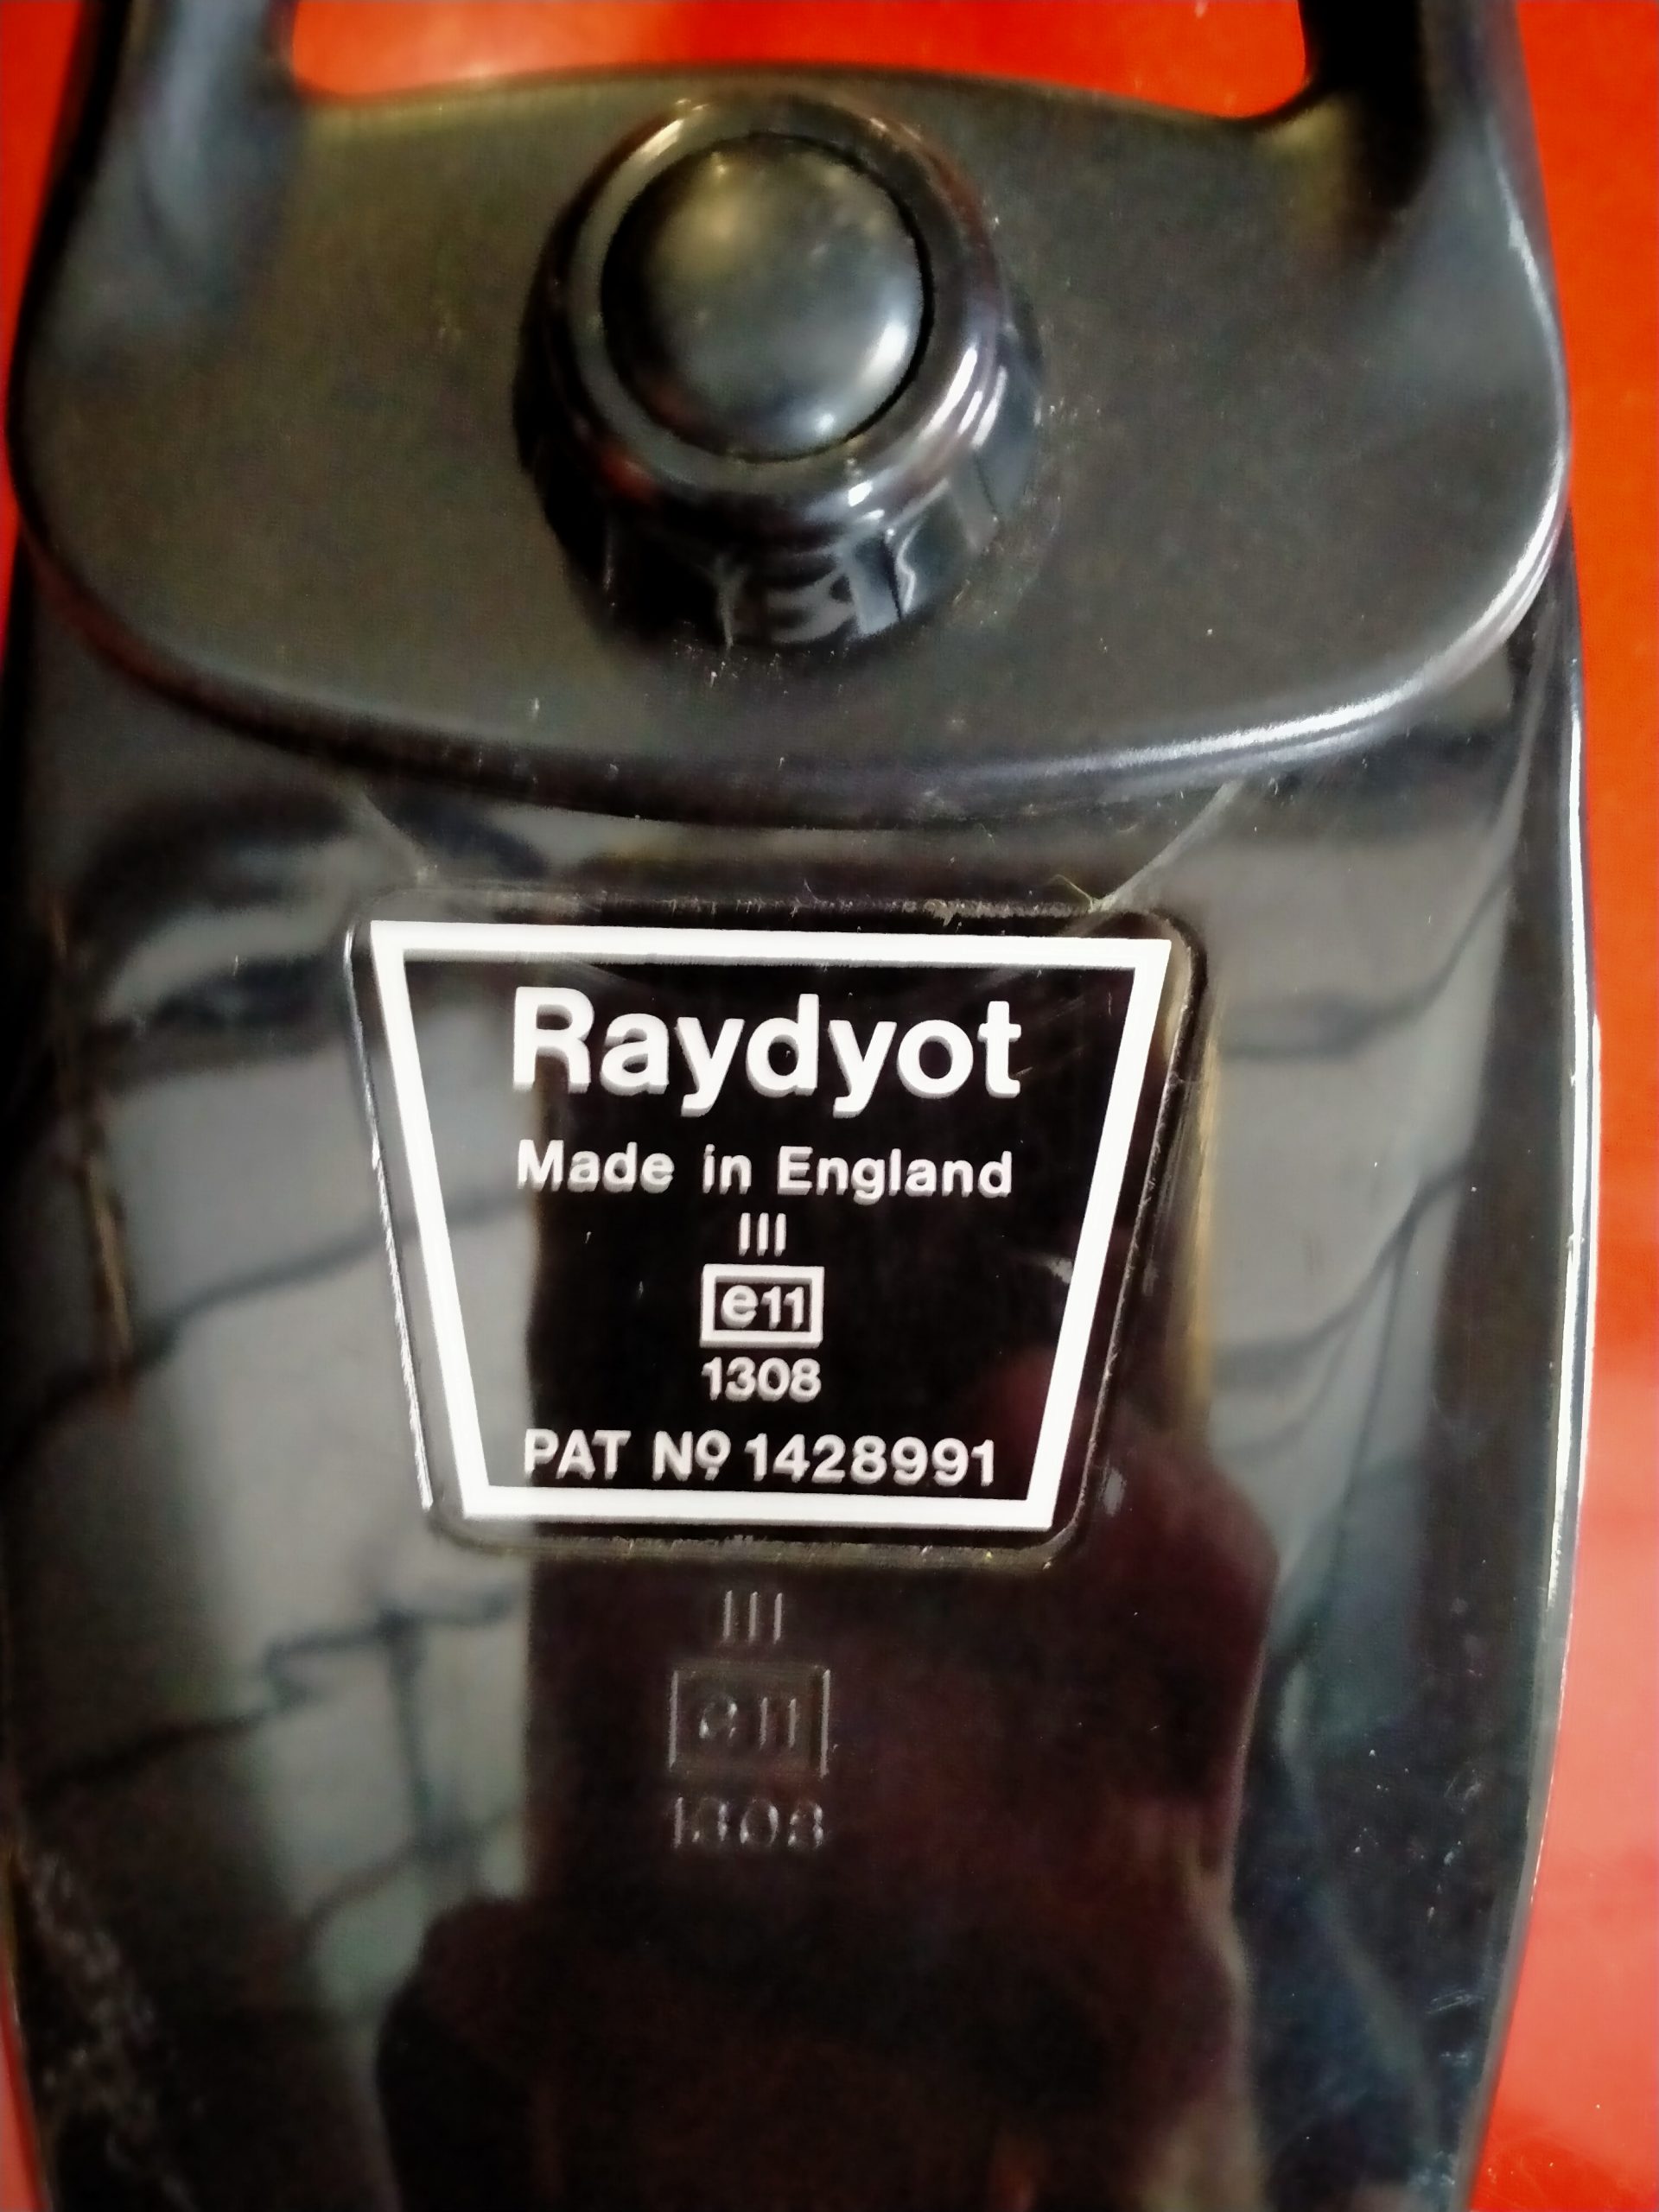 Raydyot
Made in England
III
e11
1308
PAT Nº 1428991
III
e11
1308